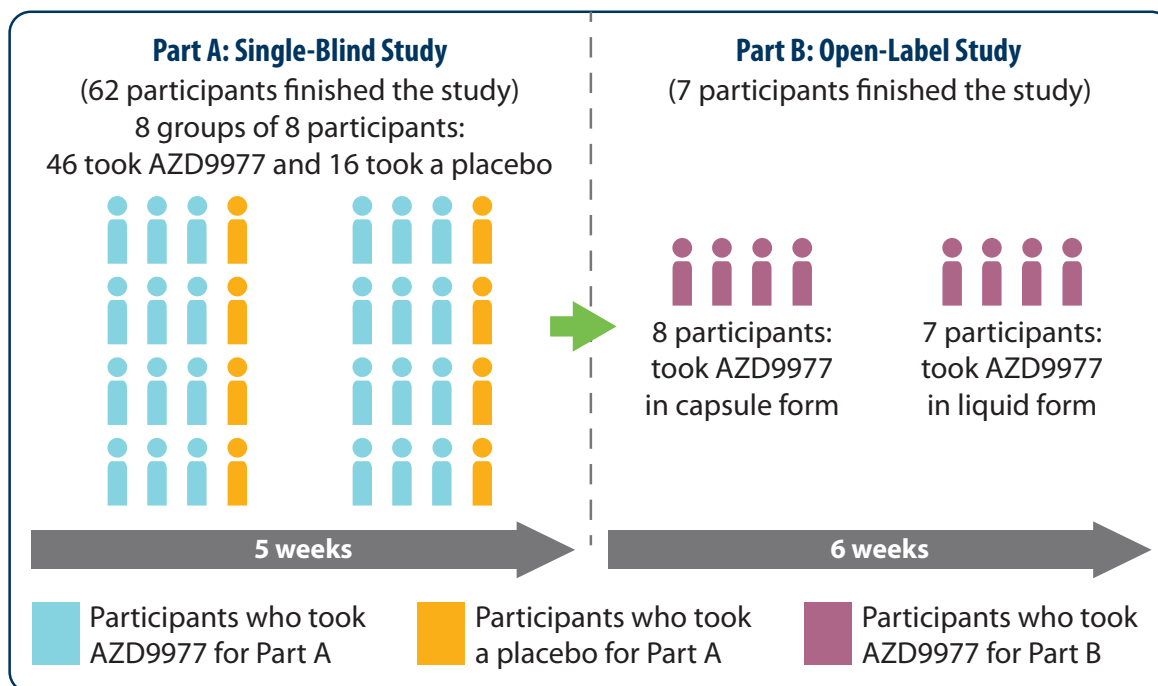 Part A: Single-Blind Study
(62 participants finished the study)
8 groups of 8 participants:
46 took AZD9977 and 16 took a placebo
5 weeks
Part B: Open-Label Study
(7 participants finished the study)
8 participants:
took AZD9977
in capsule form
7 participants:
took AZD9977
in liquid form
6 weeks
Participants who took
AZD9977 for Part A
Participants who took
a placebo for Part A
Participants who took
AZD9977 for Part B